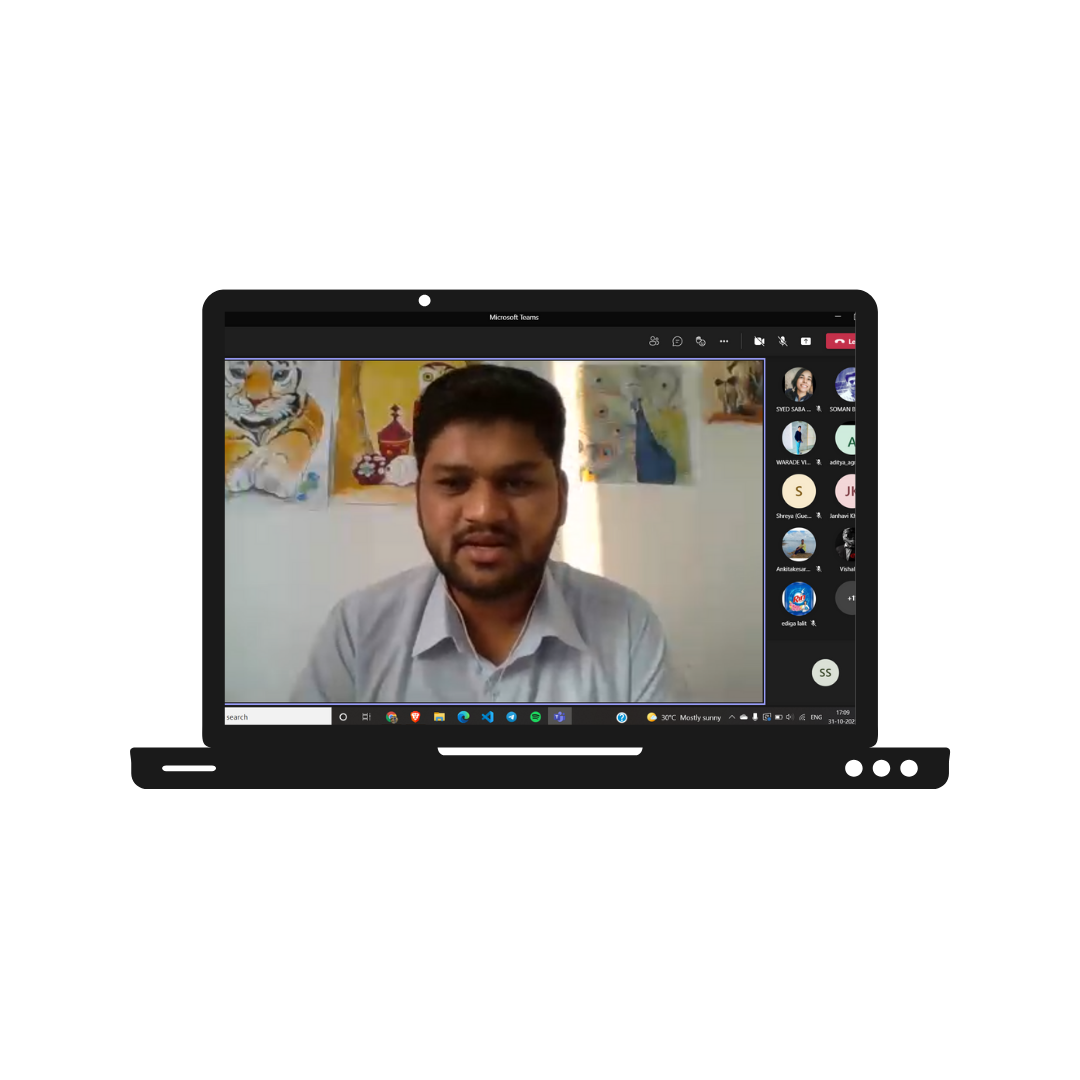 Microsoft Teams
Le
SYED SABA ...
SOMAN B
WARADE VI...
A
aditya_ag
S
JK
Shreya (Gue...
Janhavi Kh
Ankitakesar...
Vishal
+1
ediga lalit
SS
search
30°C Mostly sunny
ENG
17:09
31-10-202